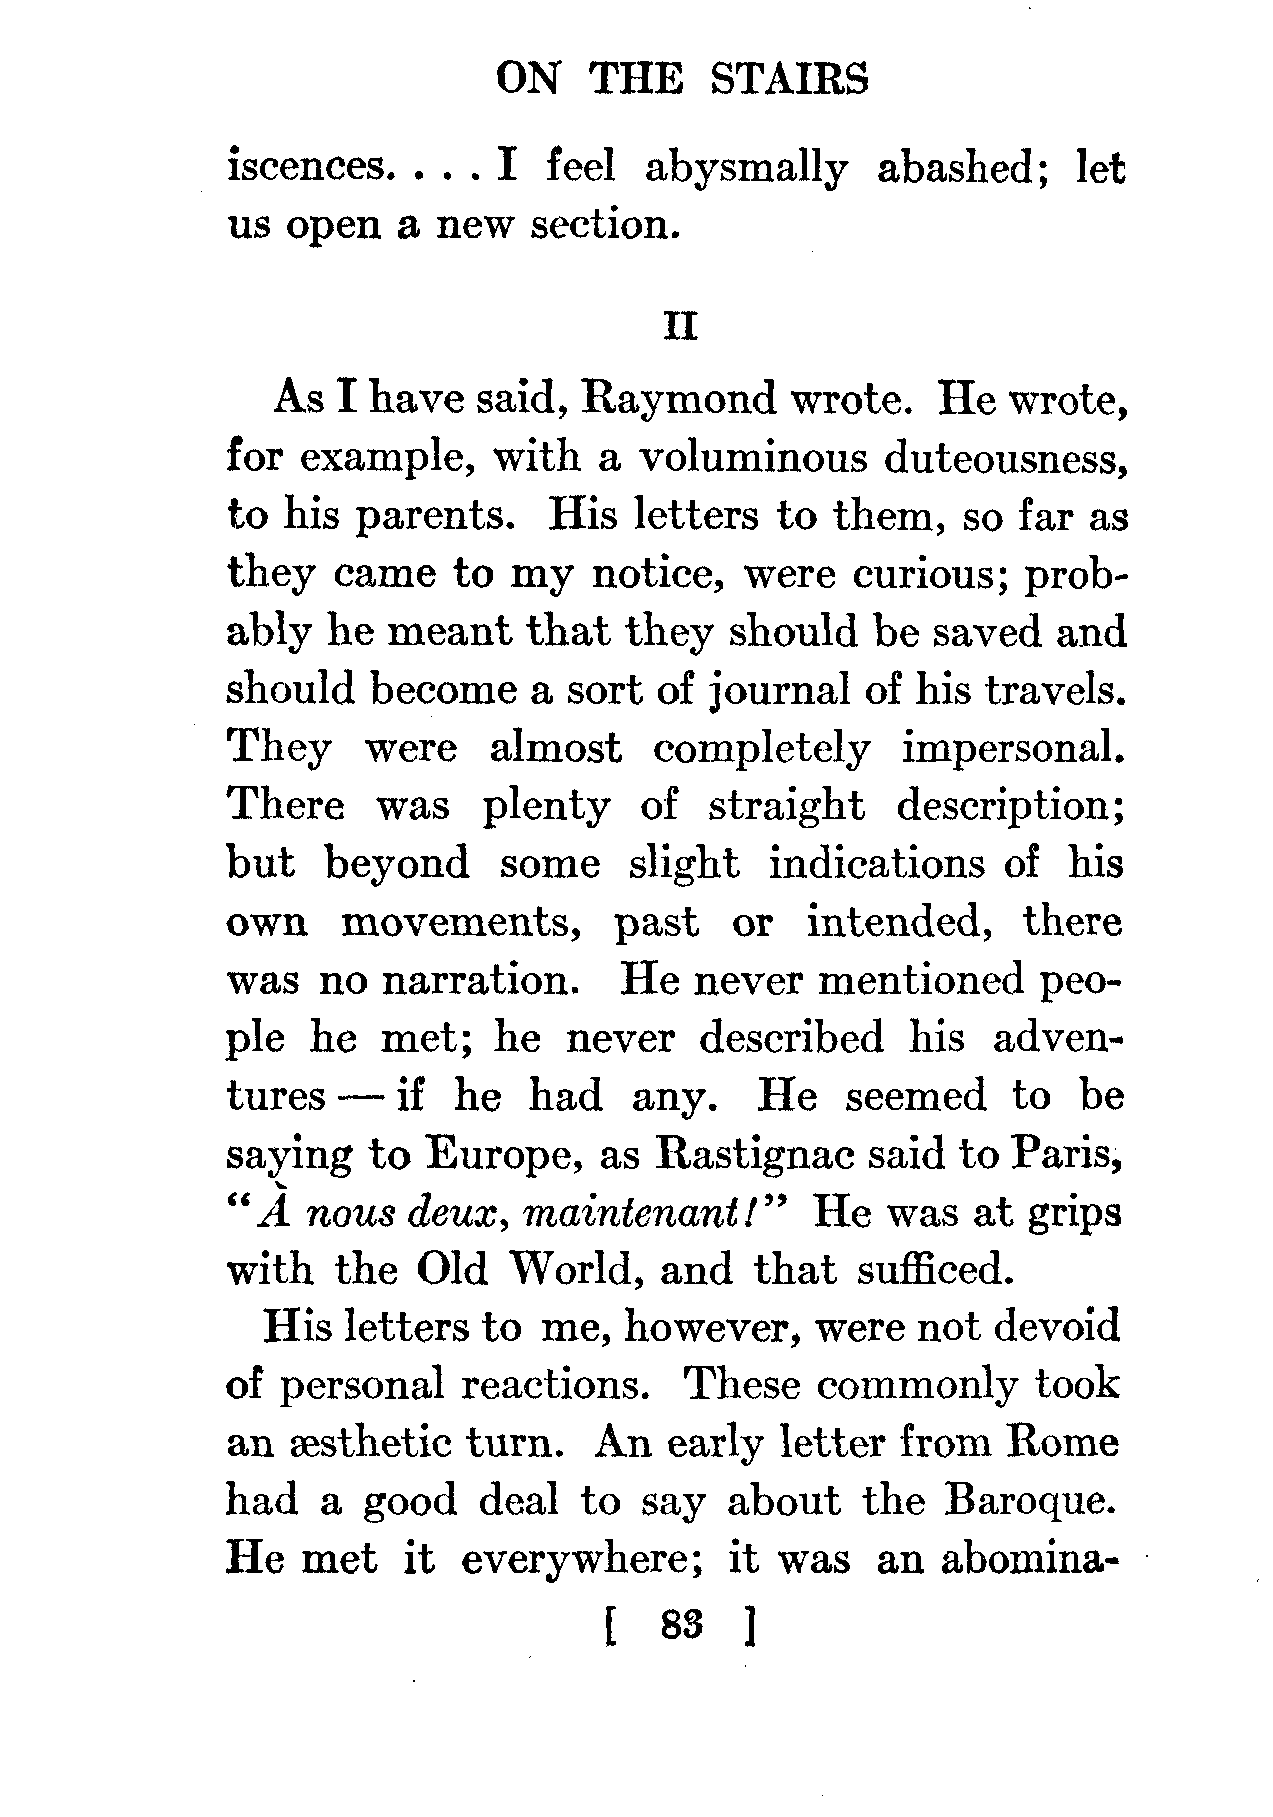 ON THE STAIRS
iscences. . . . I feel abysmally abashed; let
us open a new section.
II
As I have said, Raymond wrote. He wrote,
for example, with a voluminous duteousness,
to his parents. His letters to them, so far as
they came to my notice, were curious; prob-
ably he meant that they should be saved and
should become a sort of journal of his travels.
They were almost completely impersonal.
There was plenty of straight description;
but beyond some slight indications of his
own movements, past or intended, there
was no narration. He never mentioned peo-
ple he met; he never described his adven-
tures — if he had any. He seemed to be
saying to Europe, as Rastignac said to Paris,
“À nous deux, maintenant!” He was at grips
with the Old World, and that sufficed.
His letters to me, however, were not devoid
of personal reactions. These commonly took
an æsthetic turn. An early letter from Rome
had a good deal to say about the Baroque.
He met it everywhere; it was an abomina-
[ 83 ]